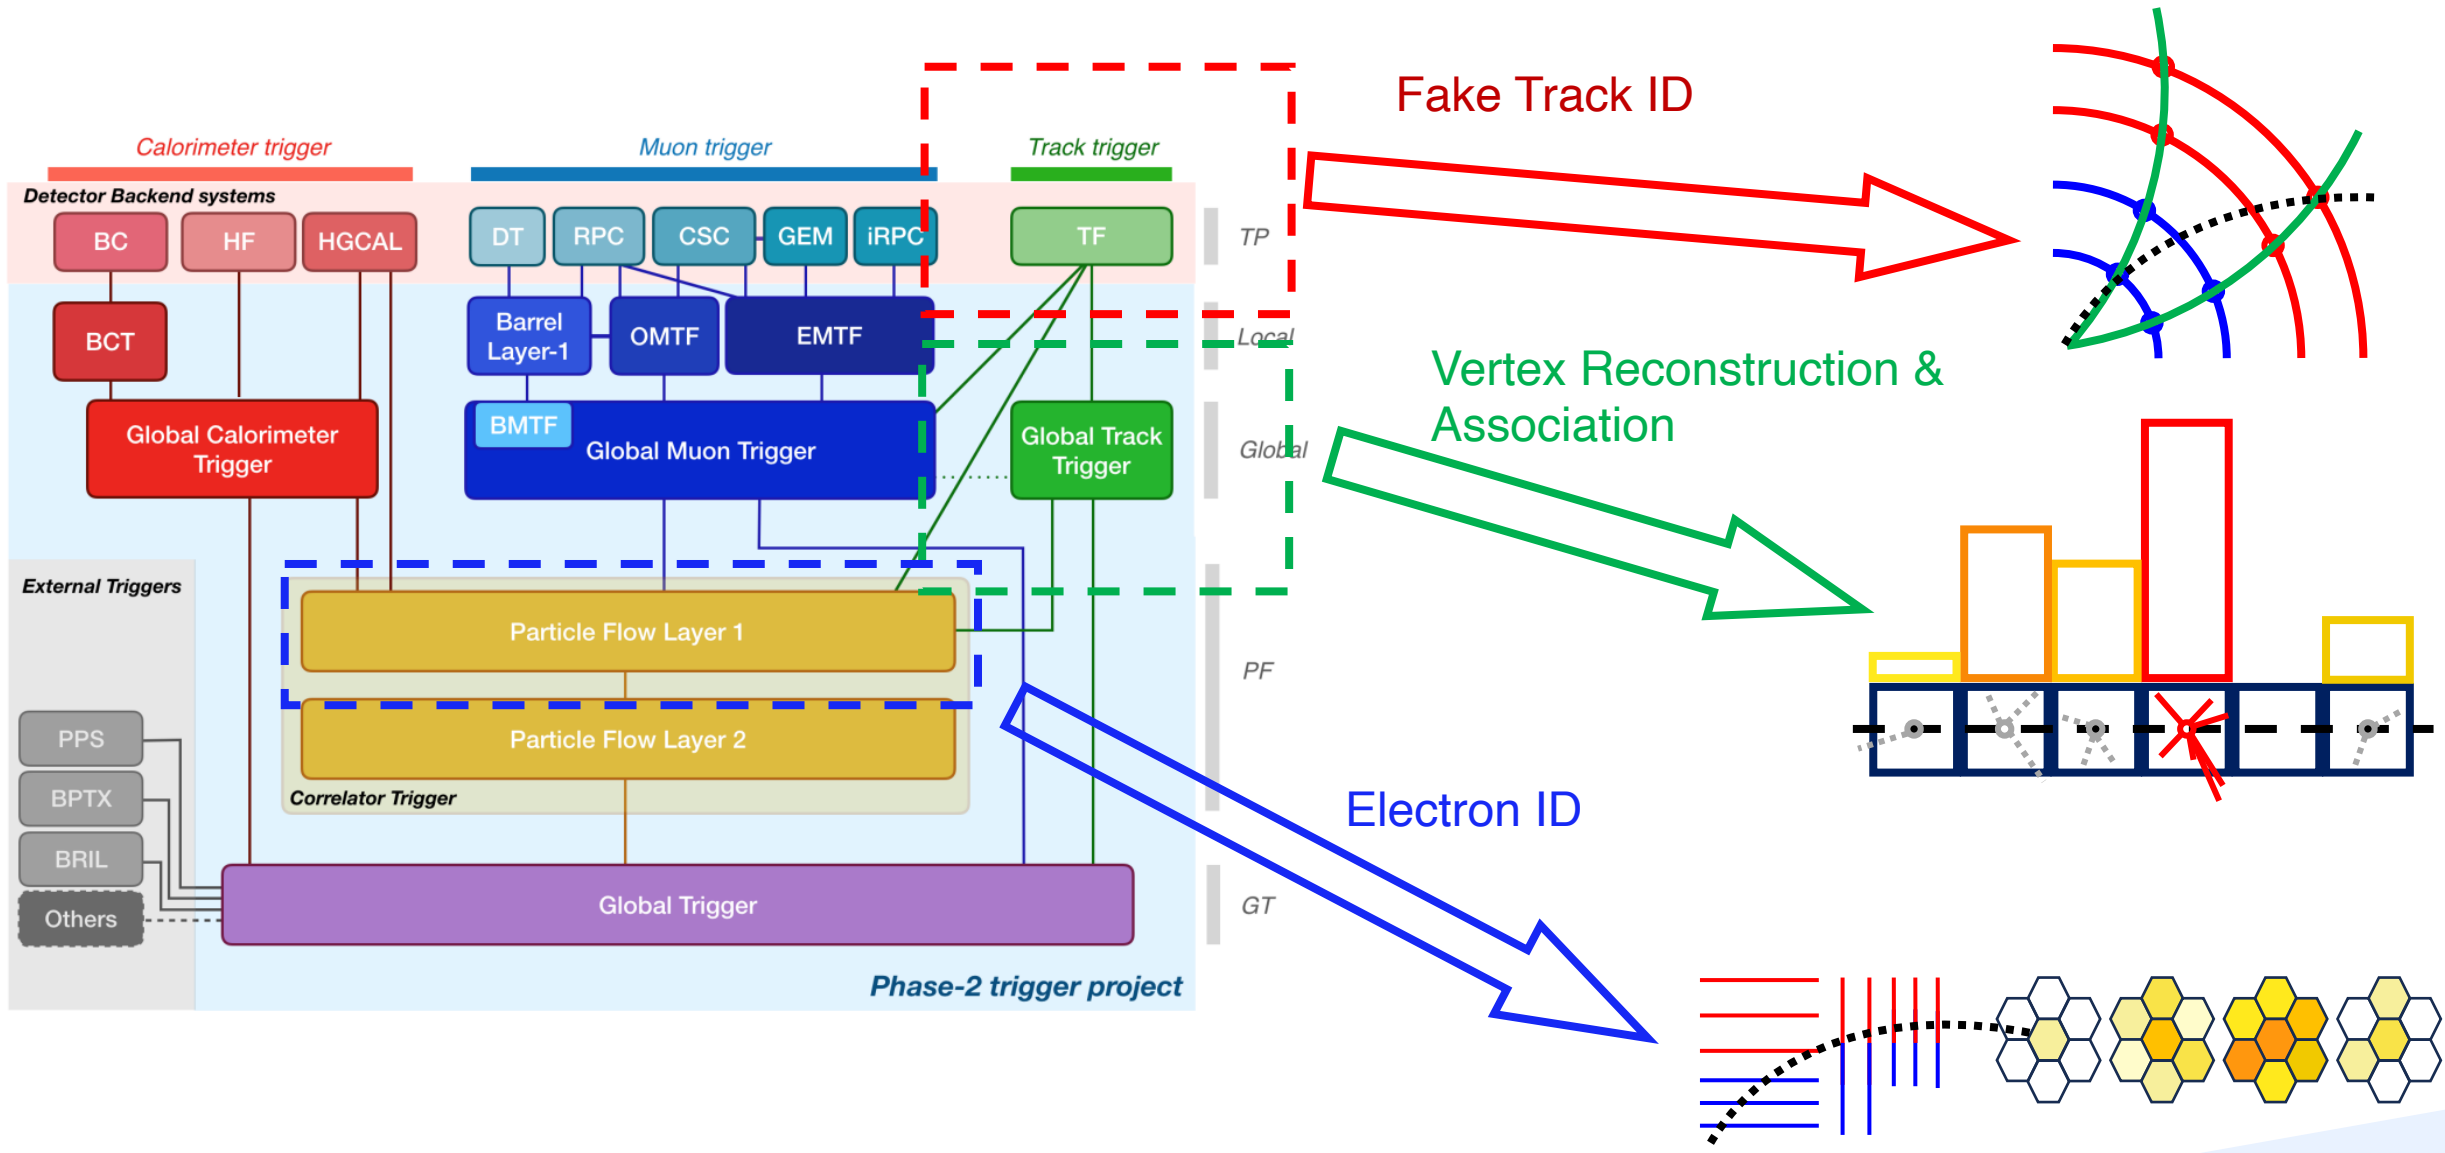 Fake Track ID
Calorimeter trigger
Muon trigger
Track trigger
Detector Backend systems
BC
HF
HGCAL
DT
RPC
CSC
GEM
iRPC
TF
TP
BCT
Barrel
Layer-1
OMTF
EMTF
Local
Vertex Reconstruction &
Association
Global Calorimeter
Trigger
BMTF
Global Muon Trigger
Global Track
Trigger
Global
External Triggers
Particle Flow Layer 1
PF
Particle Flow Layer 2
Correlator Trigger
PPS
BPTX
BRIL
Others
Electron ID
Global Trigger
GT
Phase-2 trigger project